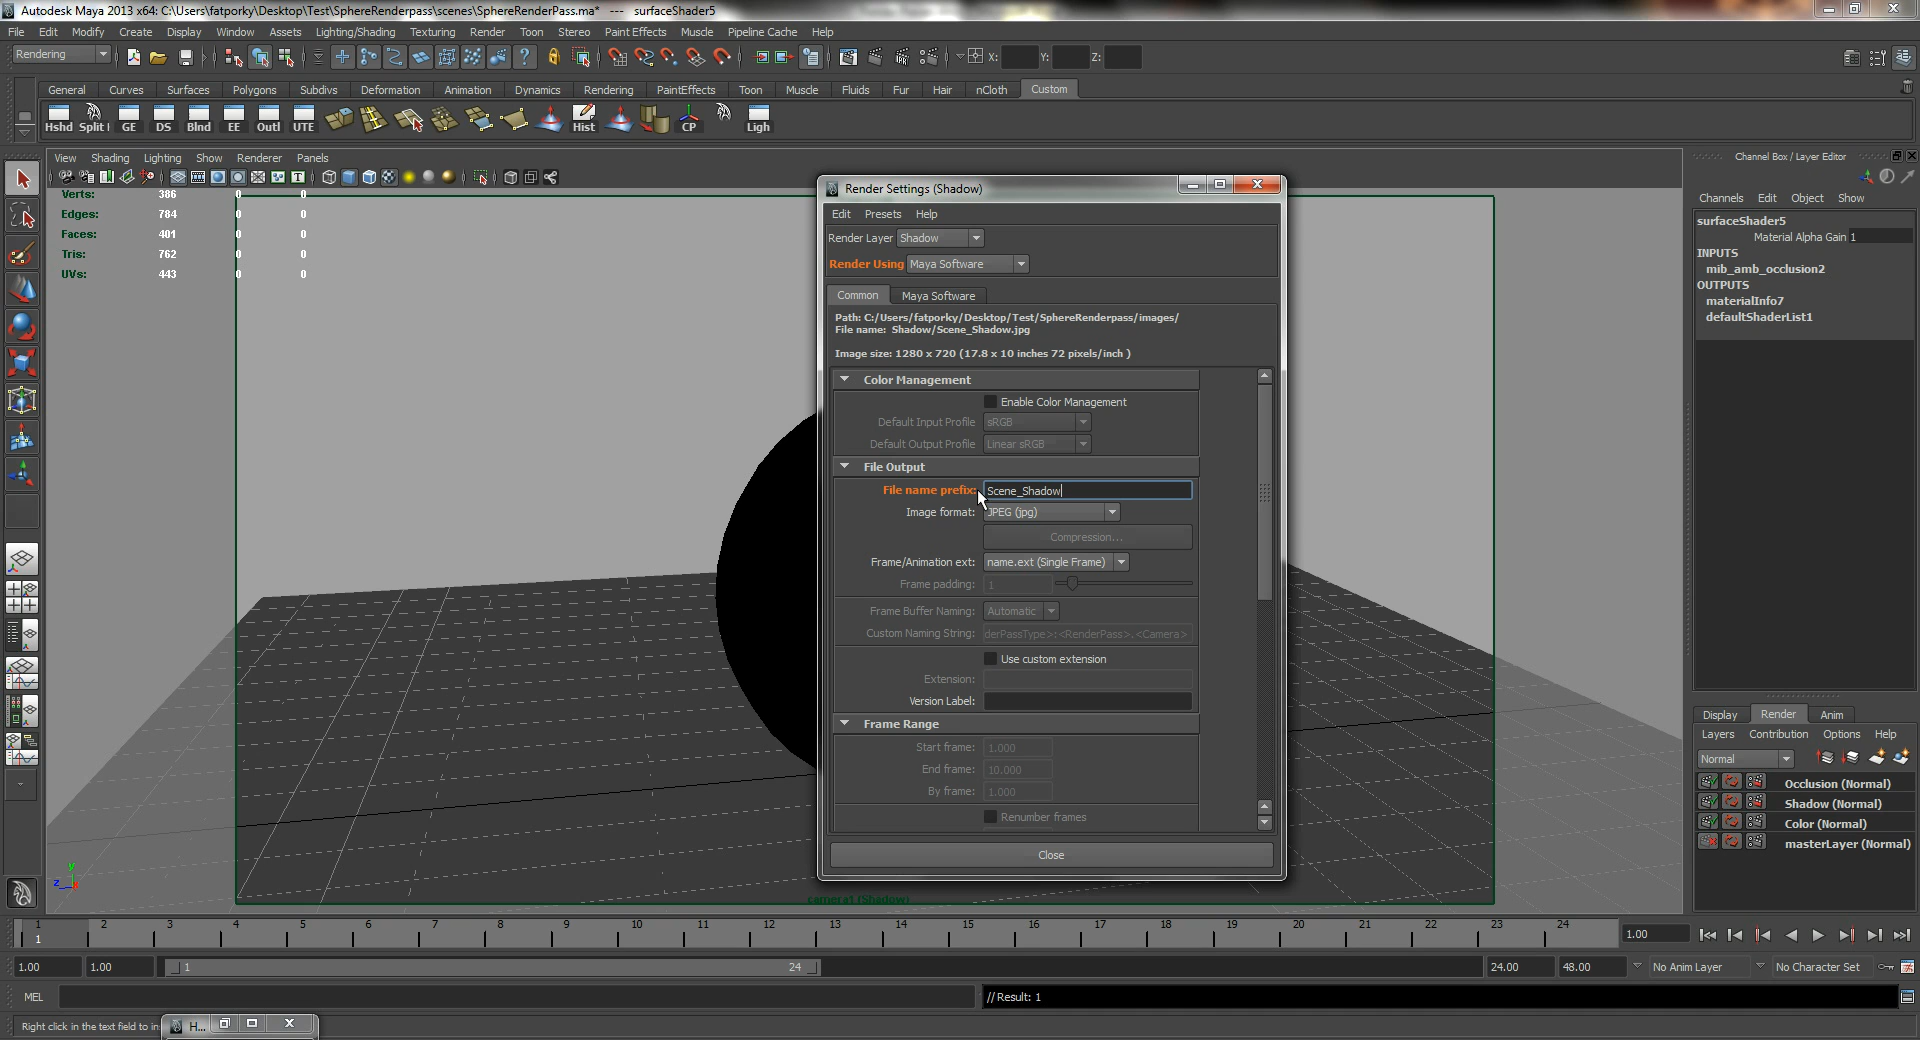 Autodesk Maya 2013 x64: C:\Users\fatporky\Desktop\Test\SphereRenderpass\scenes\SphereRenderPass.ma* --- surfaceShader5
File Edit Modify Create Display Window Assets Lighting/Shading Texturing Render Toon Stereo Paint Effects Muscle Pipeline Cache Help
Rendering X: Y: Z:
General Curves Surfaces Polygons Subdivs Deformation Animation Dynamics Rendering PaintEffects Toon Muscle Fluids Fur Hair nCloth Custom
Hshd Split GE DS Blnd EE Outl UTE Hist CP Ligh
View Shading Lighting Show Renderer Panels
Verts: 386 0 0
Edges: 784 0 0
Faces: 401 0 0
Tris: 762 0 0
UVs: 443 0 0
camera1 (Shadow)
Render Settings (Shadow)
Edit Presets Help
Render Layer Shadow
Render Using Maya Software
Common Maya Software
Path: C:/Users/fatporky/Desktop/Test/SphereRenderpass/images/
File name: Shadow/Scene_Shadow.jpg
Image size: 1280 x 720 (17.8 x 10 inches 72 pixels/inch )
Color Management
Enable Color Management
Default Input Profile sRGB
Default Output Profile Linear sRGB
File Output
File name prefix: Scene_Shadow
Image format: JPEG (jpg)
Compression...
Frame/Animation ext: name.ext (Single Frame)
Frame padding: 1
Frame Buffer Naming: Automatic
Custom Naming String: derPassType>:<RenderPass>.<Camera>
Use custom extension
Extension:
Version Label:
Frame Range
Start frame: 1.000
End frame: 10.000
By frame: 1.000
Renumber frames
Close
Channel Box / Layer Editor
Channels Edit Object Show
surfaceShader5
Material Alpha Gain 1
INPUTS
mib_amb_occlusion2
OUTPUTS
materialInfo7
defaultShaderList1
Display Render Anim
Layers Contribution Options Help
Normal
Occlusion (Normal)
Shadow (Normal)
Color (Normal)
masterLayer (Normal)
1 2 3 4 5 6 7 8 9 10 11 12 13 14 15 16 17 18 19 20 21 22 23 24 1.00
1
1.00 1.00 1 24 24.00 48.00 No Anim Layer No Character Set
MEL // Result: 1
Right click in the text field to in H...